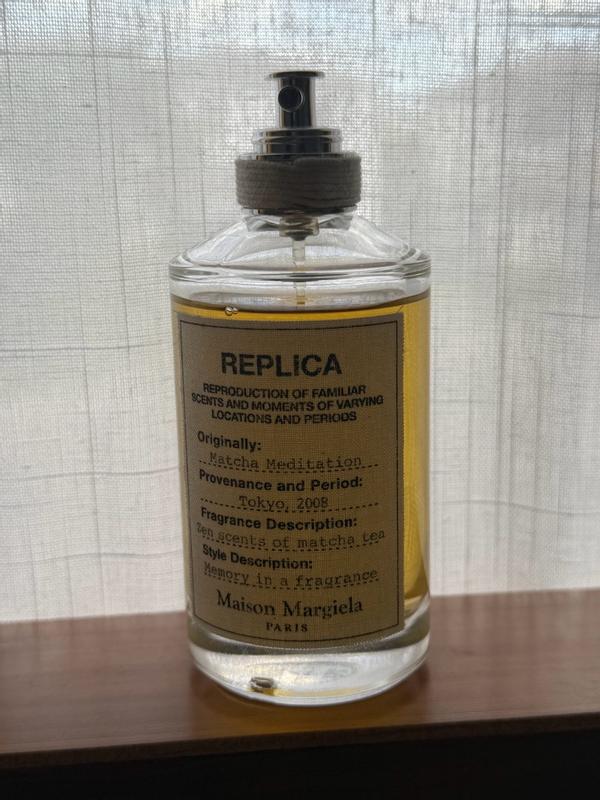 REPLICA
REPRODUCTION OF FAMILIAR
SCENTS AND MOMENTS OF VARYING
LOCATIONS AND PERIODS
Originally:
Matcha Meditation
Provenance and Period:
Tokyo, 2008
Fragrance Description:
Zen scents of matcha tea
Style Description:
Memory in a fragrance
Maison Margiela
PARIS